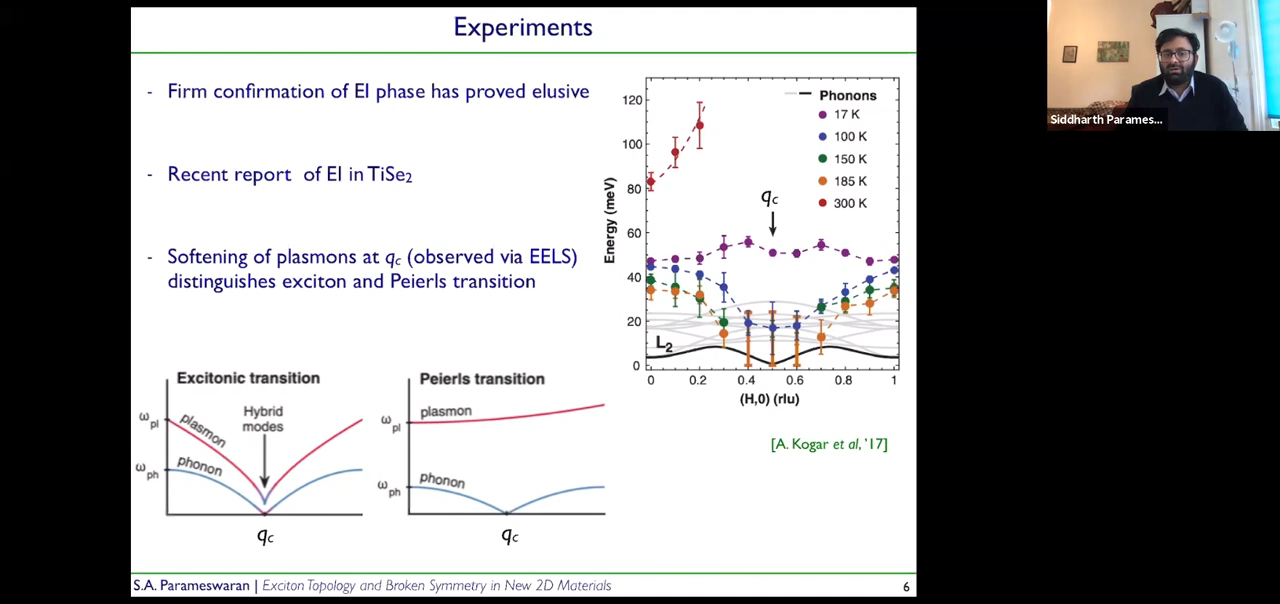 Experiments
- Firm confirmation of EI phase has proved elusive
- Recent report of EI in TiSe2
- Softening of plasmons at qc (observed via EELS)
distinguishes exciton and Peierls transition
Energy (meV)
120
100
80
60
40
20
0
Phonons
17 K
100 K
150 K
185 K
300 K
qc
L2
0
0.2
0.4
0.6
0.8
1
(H,0) (rlu)
[A. Kogar et al, '17]
Excitonic transition
ωpl
plasmon
Hybrid
modes
ωph
phonon
qc
Peierls transition
ωpl
plasmon
ωph
phonon
qc
S.A. Parameswaran | Exciton Topology and Broken Symmetry in New 2D Materials
6
Siddharth Parames...